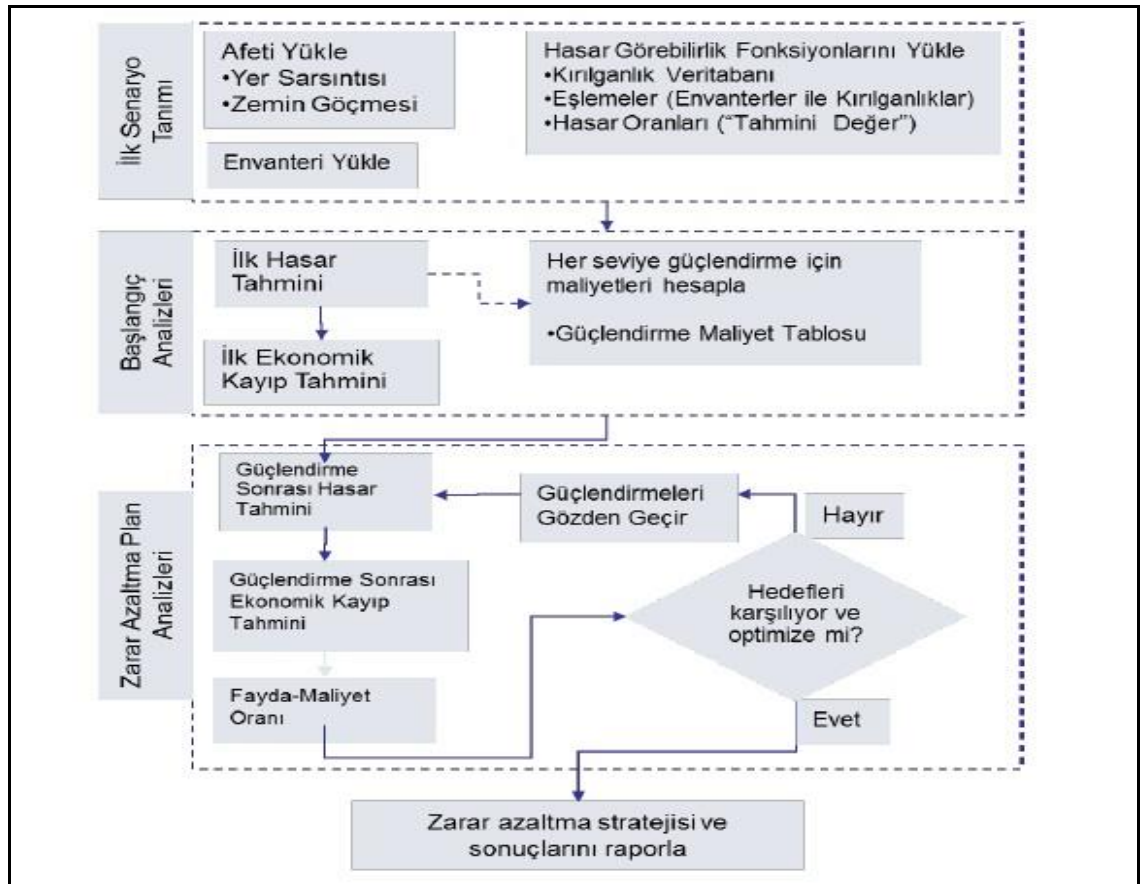 İlk Senaryo
Tanımı
Afeti Yükle
•Yer Sarsıntısı
•Zemin Göçmesi
Envanteri Yükle
Hasar Görebilirlik Fonksiyonlarını Yükle
•Kırılganlık Veritabanı
•Eşlemeler (Envanterler ile Kırılganlıklar)
•Hasar Oranları (“Tahmini Değer”)
Başlangıç
Analizleri
İlk Hasar
Tahmini
İlk Ekonomik
Kayıp Tahmini
Her seviye güçlendirme için
maliyetleri hesapla
•Güçlendirme Maliyet Tablosu
Zarar Azaltma Plan
Analizleri
Güçlendirme
Sonrası Hasar
Tahmini
Güçlendirme Sonrası
Ekonomik Kayıp
Tahmini
Fayda-Maliyet
Oranı
Güçlendirmeleri
Gözden Geçir
Hayır
Hedefleri
karşılıyor ve
optimize mi?
Evet
Zarar azaltma stratejisi ve
sonuçlarını raporla